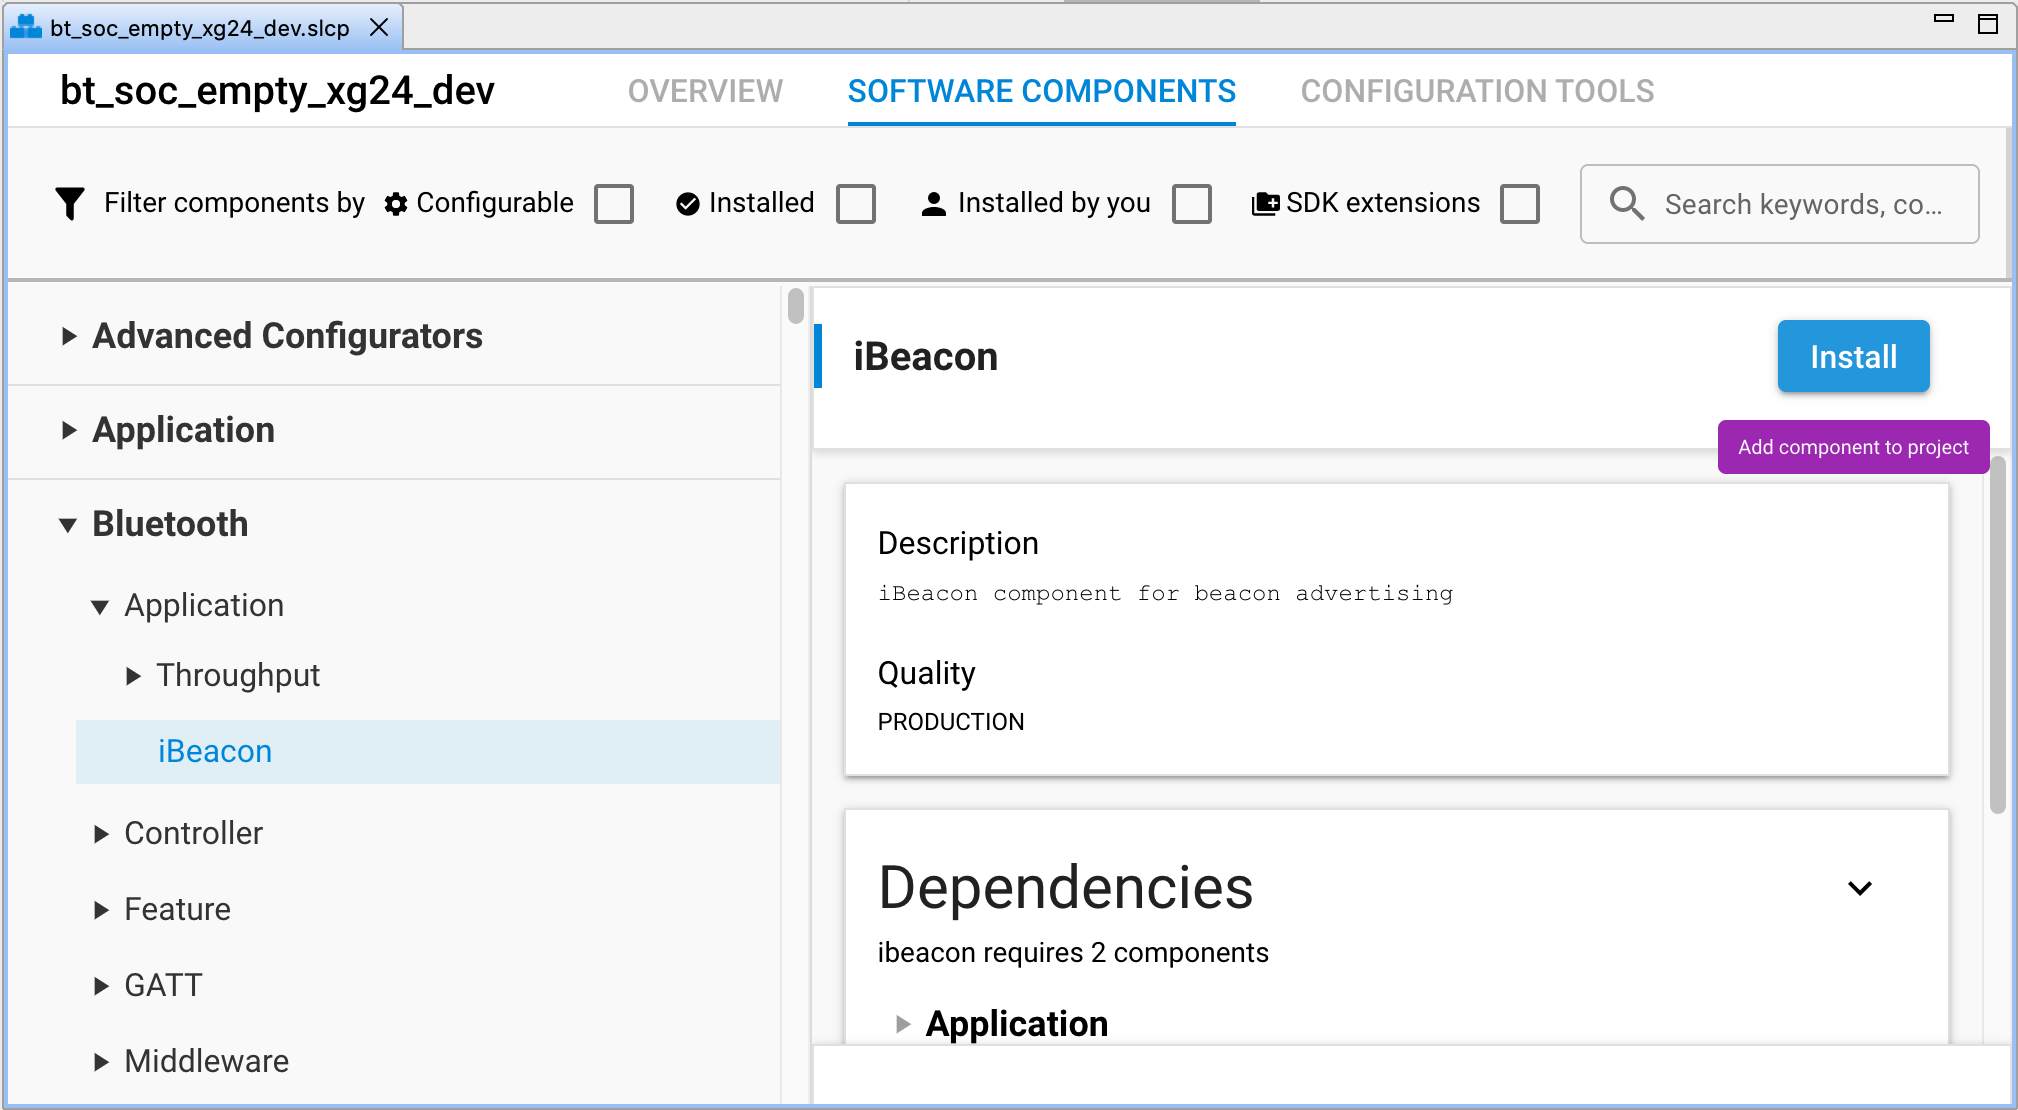 bt_soc_empty_xg24_dev.slcp
bt_soc_empty_xg24_dev
OVERVIEW
SOFTWARE COMPONENTS
CONFIGURATION TOOLS
Filter components by
Configurable
Installed
Installed by you
SDK extensions
Search keywords, co...
Advanced Configurators
Application
Bluetooth
Application
Throughput
iBeacon
Controller
Feature
GATT
Middleware
iBeacon
Install
Add component to project
Description
iBeacon component for beacon advertising
Quality
PRODUCTION
Dependencies
ibeacon requires 2 components
Application